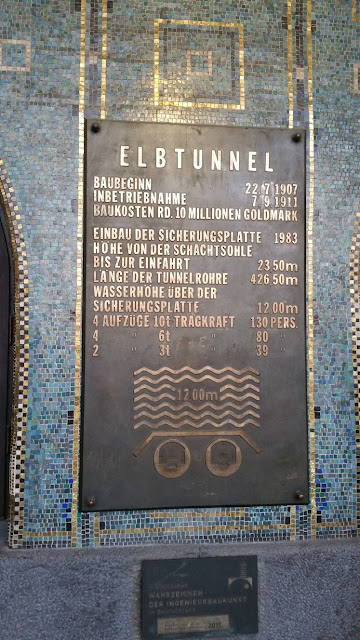 ELBTUNNEL
BAUBEGINN 22.7.1907
INBETRIEBNAHME 7.9.1911
BAUKOSTEN RD. 10 MILLIONEN GOLDMARK
EINBAU DER SICHERUNGSPLATTE 1983
HÖHE VON DER SCHACHTSOHLE
BIS ZUR EINFAHRT 23.50m
LÄNGE DER TUNNELROHRE 426.50m
WASSERHÖHE ÜBER DER
SICHERUNGSPLATTE 12.00m
4 AUFZÜGE 10t TRAGKRAFT 130 PERS.
4 " 6t " 80 "
2 " 3t " 39 "
12.00m
WAHRZEICHEN
DER INGENIEURBAUKUNST
2011